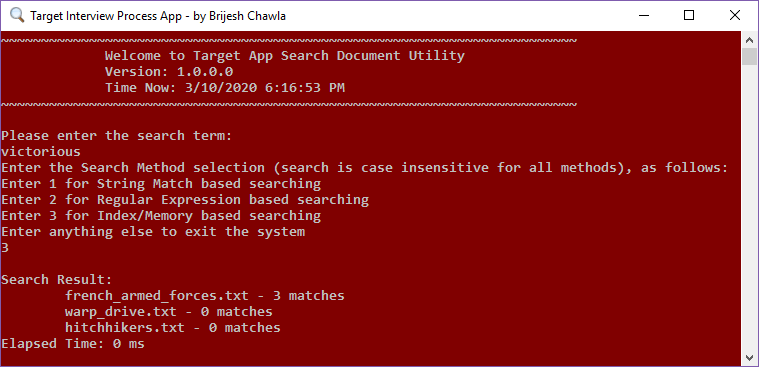 Target Interview Process App - by Brijesh Chawla
~~~~~~~~~~~~~~~~~~~~~~~~~~~~~~~~~~~~~~~~~~~~~~~~~~~~~~~~~~~~~~~~~~~~~~~~
Welcome to Target App Search Document Utility
Version: 1.0.0.0
Time Now: 3/10/2020 6:16:53 PM
~~~~~~~~~~~~~~~~~~~~~~~~~~~~~~~~~~~~~~~~~~~~~~~~~~~~~~~~~~~~~~~~~~~~~~~~
Please enter the search term:
victorious
Enter the Search Method selection (search is case insensitive for all methods), as follows:
Enter 1 for String Match based searching
Enter 2 for Regular Expression based searching
Enter 3 for Index/Memory based searching
Enter anything else to exit the system
3
Search Result:
french_armed_forces.txt - 3 matches
warp_drive.txt - 0 matches
hitchhikers.txt - 0 matches
Elapsed Time: 0 ms